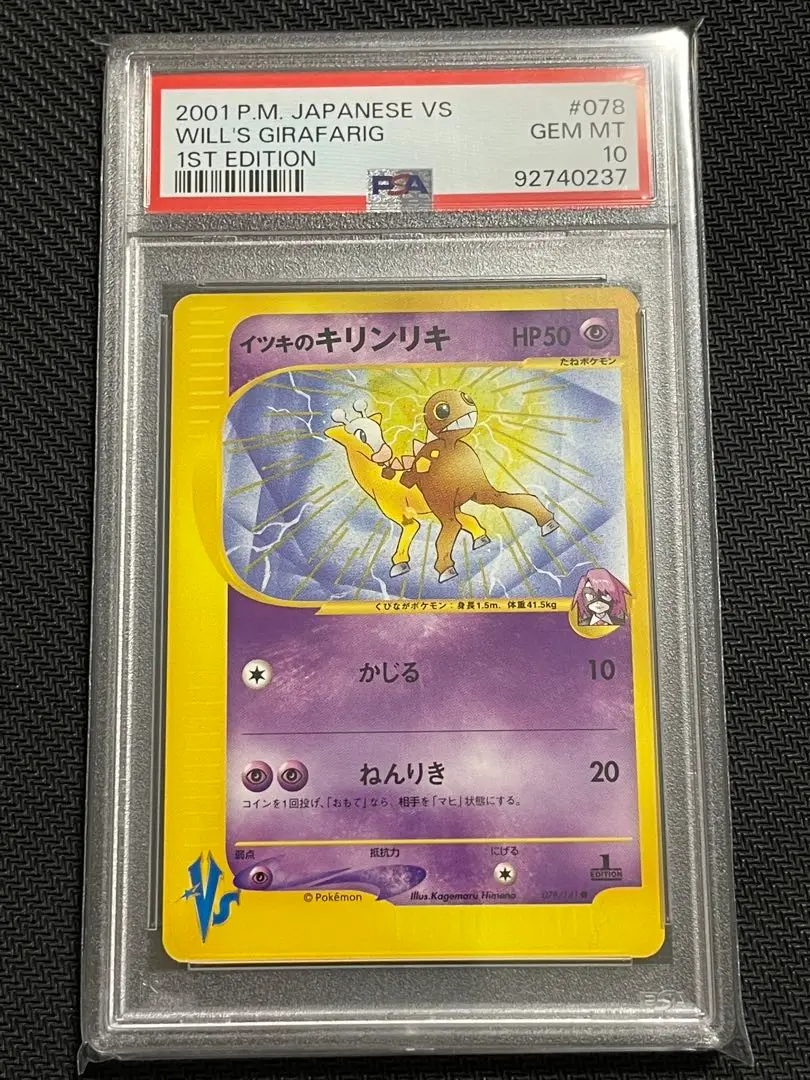 2001 P.M. JAPANESE VS #078
WILL'S GIRAFARIG GEM MT
1ST EDITION 10
PSA 92740237
イツキのキリンリキ HP50
たねポケモン
くびながポケモン：身長1.5m. 体重41.5kg
かじる 10
ねんりき 20
コインを1回投げ、「おもて」なら、相手を「マヒ」状態にする。
弱点 抵抗力 にげる
1
EDITION
VS ©Pokémon Illus.Kagemaru Himeno 078/141
PSA